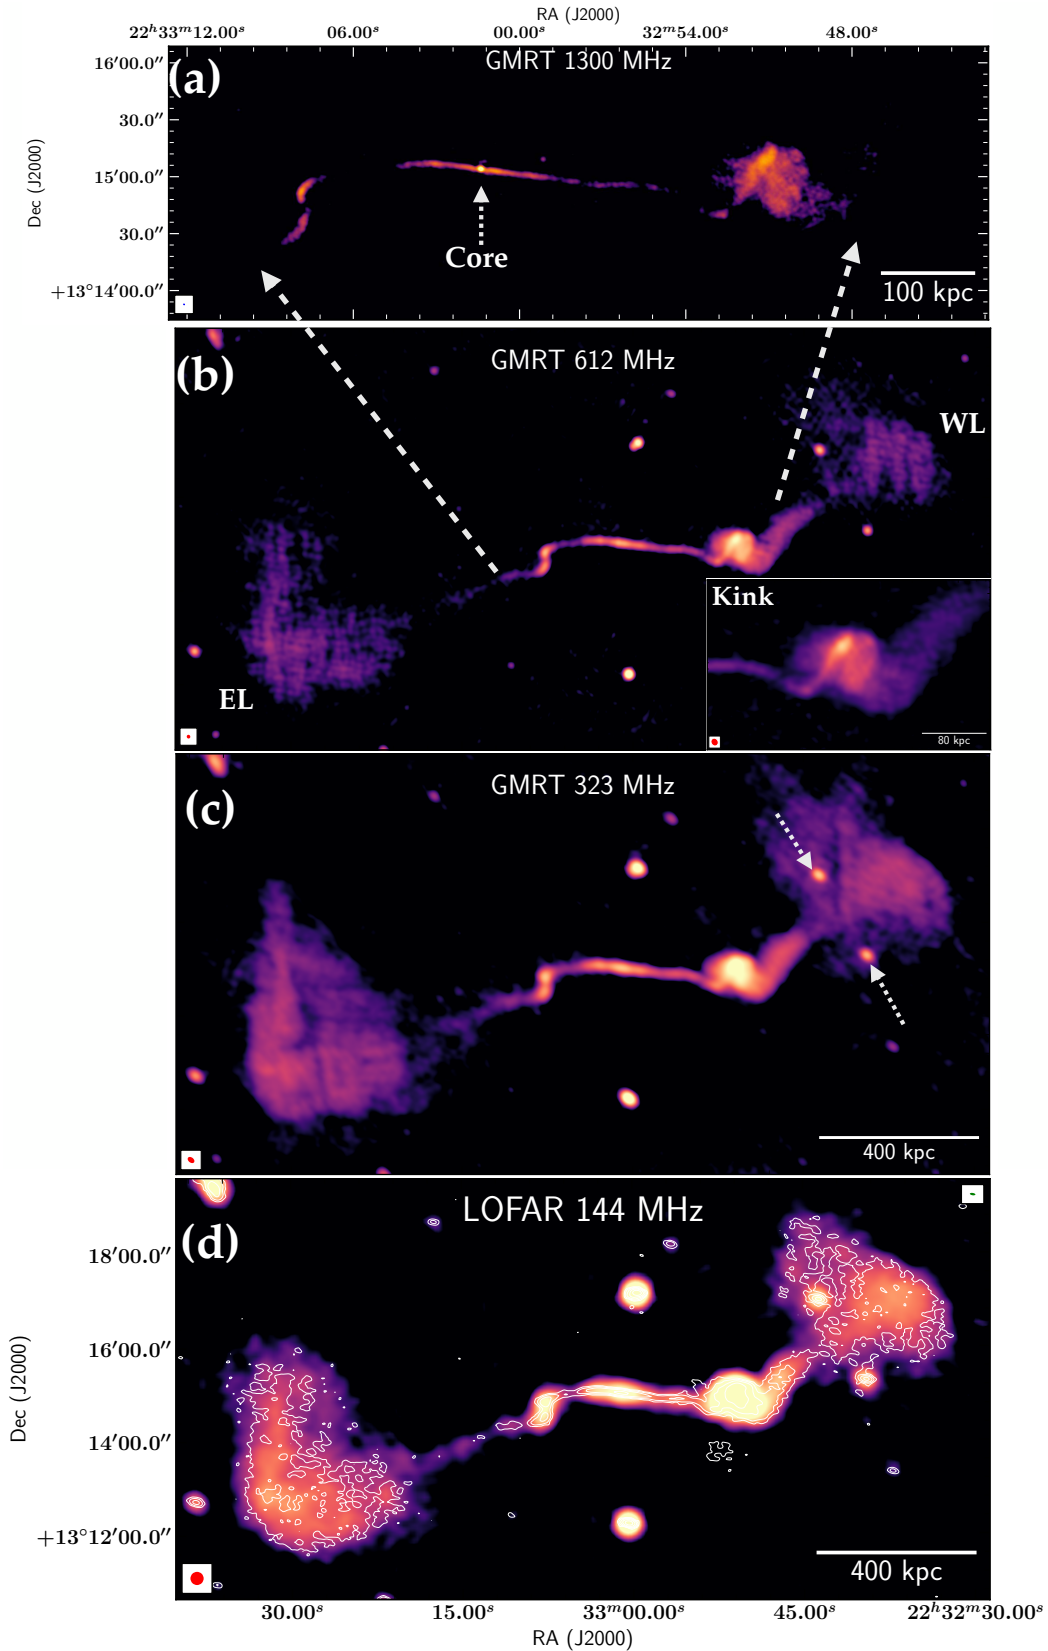 RA (J2000)
22ʰ33ᵐ12.00ˢ 06.00ˢ 00.00ˢ 32ᵐ54.00ˢ 48.00ˢ
(a)
GMRT 1300 MHz
16′00.0″
30.0″
15′00.0″
30.0″
+13°14′00.0″
Dec (J2000)
Core
100 kpc
(b)
GMRT 612 MHz
WL
EL
Kink
80 kpc
(c)
GMRT 323 MHz
400 kpc
(d)
LOFAR 144 MHz
18′00.0″
16′00.0″
14′00.0″
+13°12′00.0″
Dec (J2000)
400 kpc
30.00ˢ 15.00ˢ 33ᵐ00.00ˢ 45.00ˢ 22ʰ32ᵐ30.00ˢ
RA (J2000)